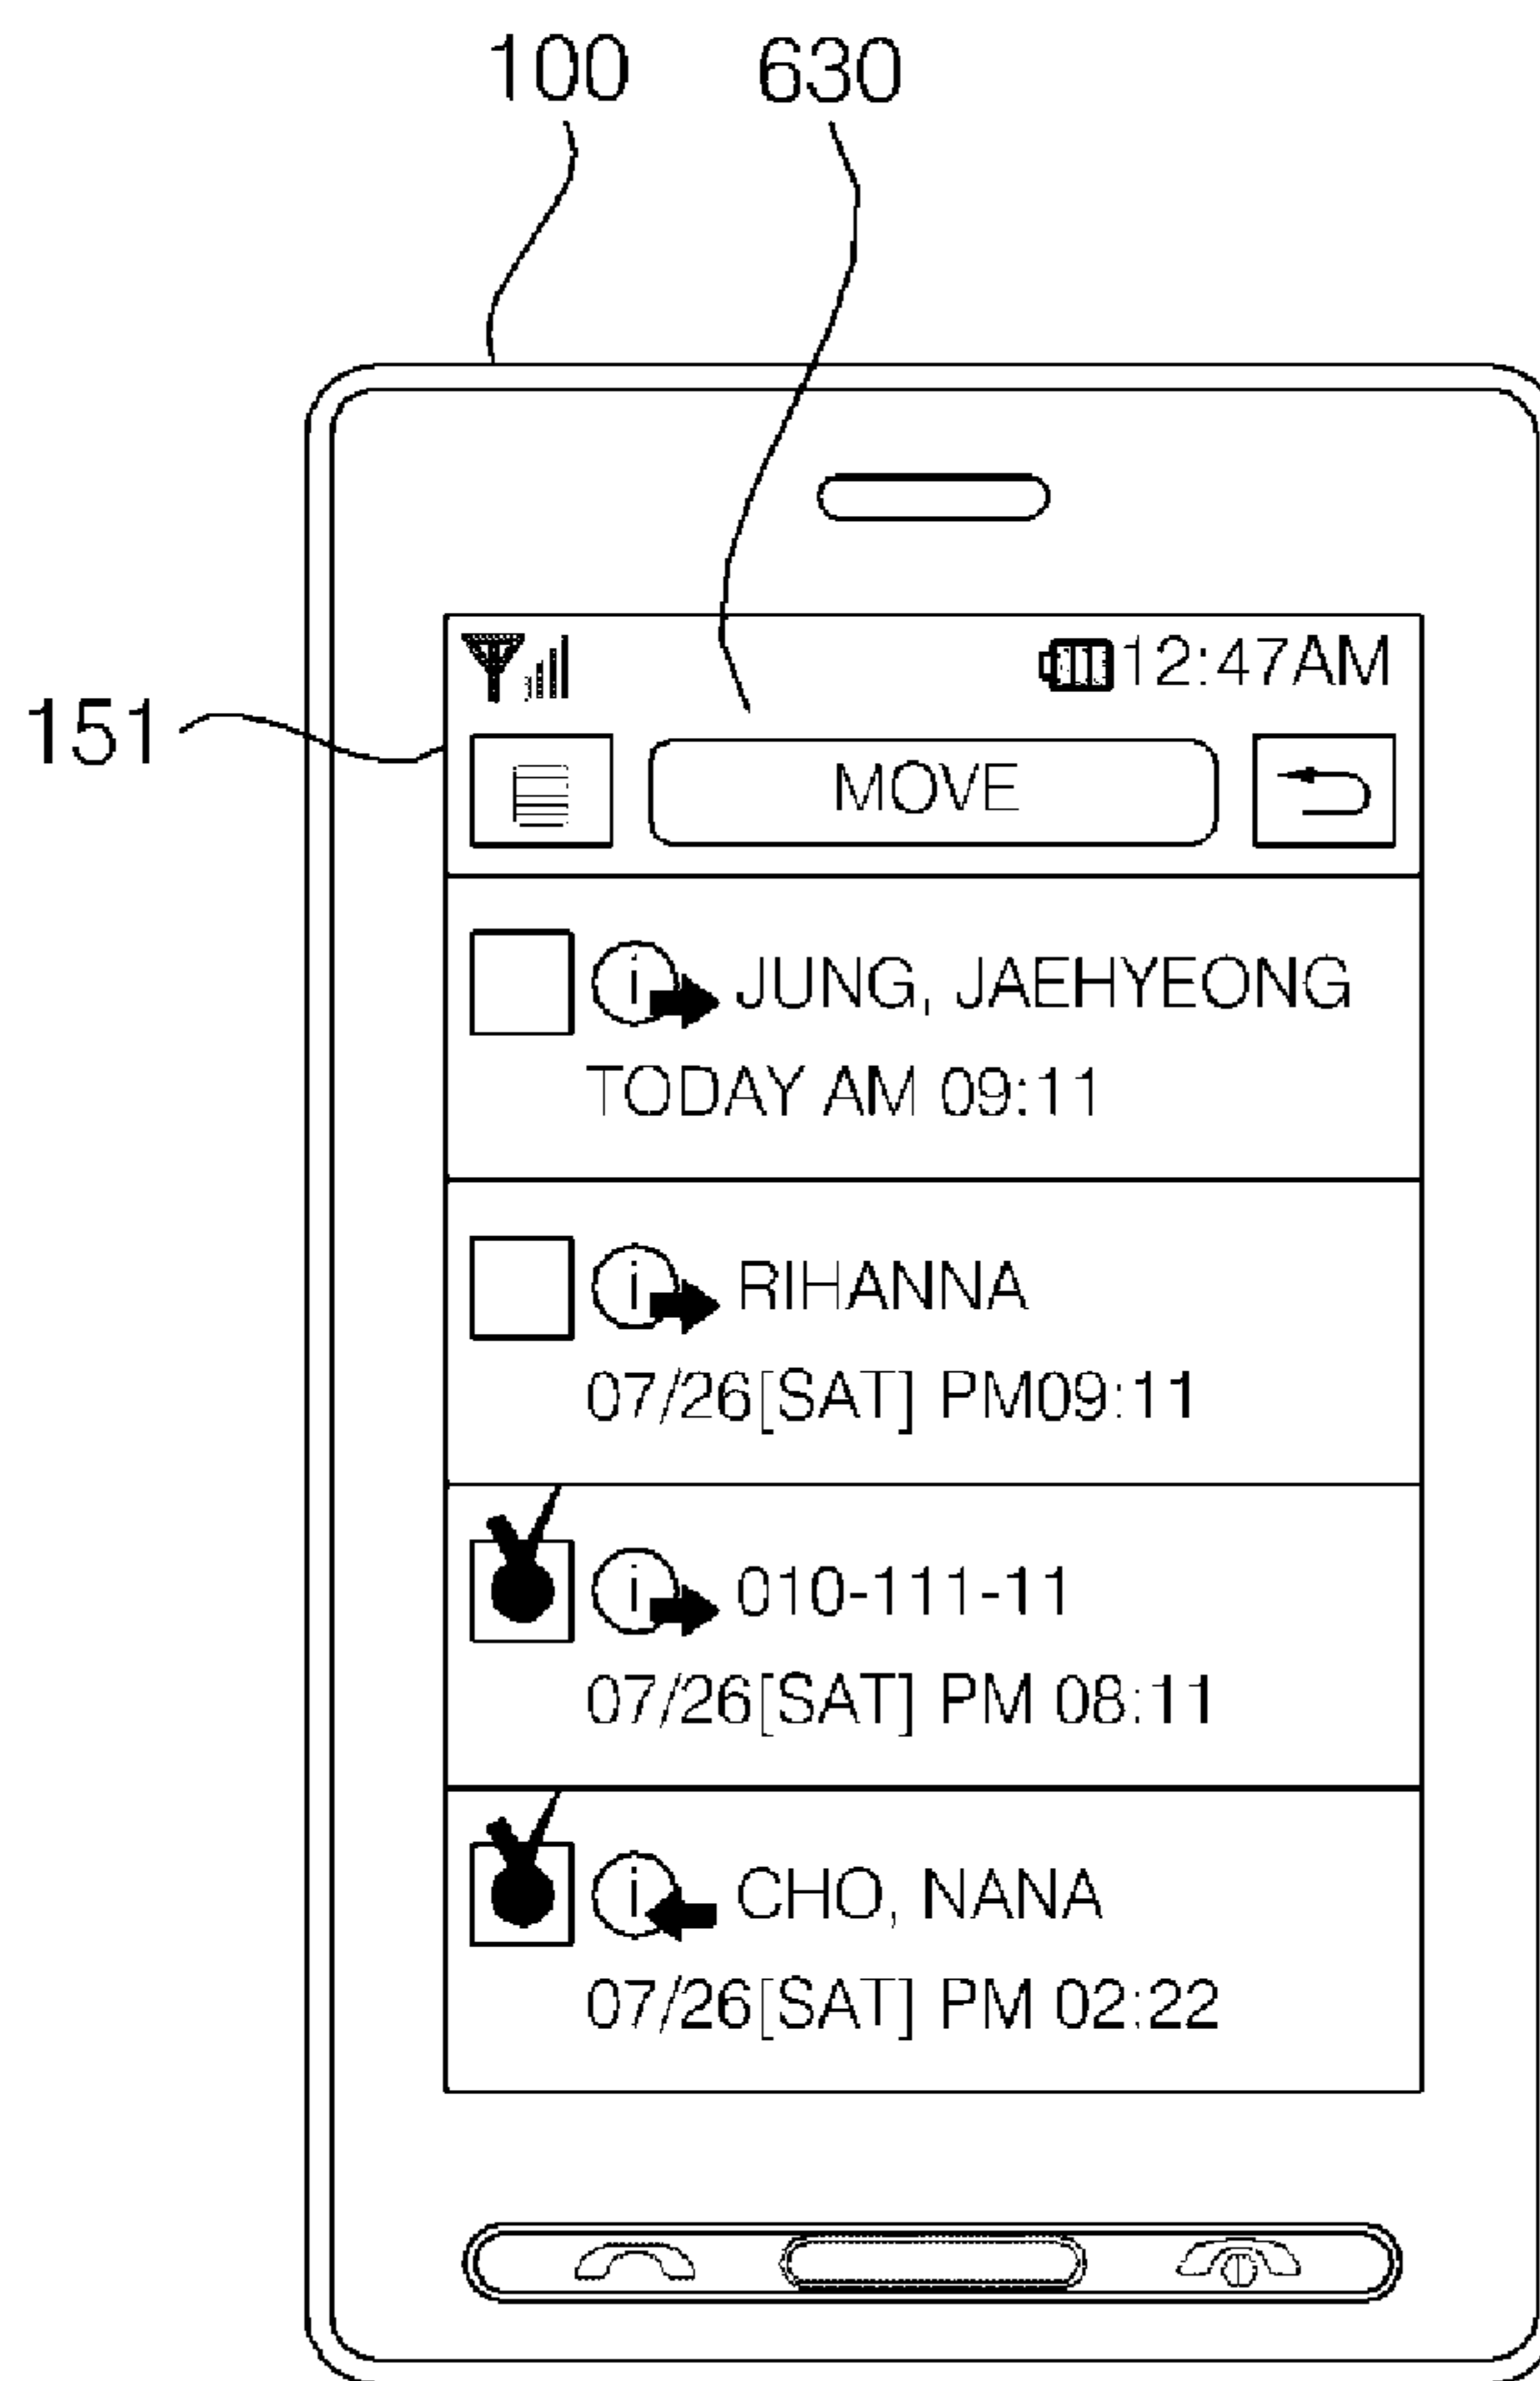 100 630
12:47AM
151
MOVE
i JUNG, JAEHYEONG
TODAY AM 09:11
i RIHANNA
07/26[SAT] PM09:11
i 010-111-11
07/26[SAT] PM 08:11
i CHO, NANA
07/26[SAT] PM 02:22